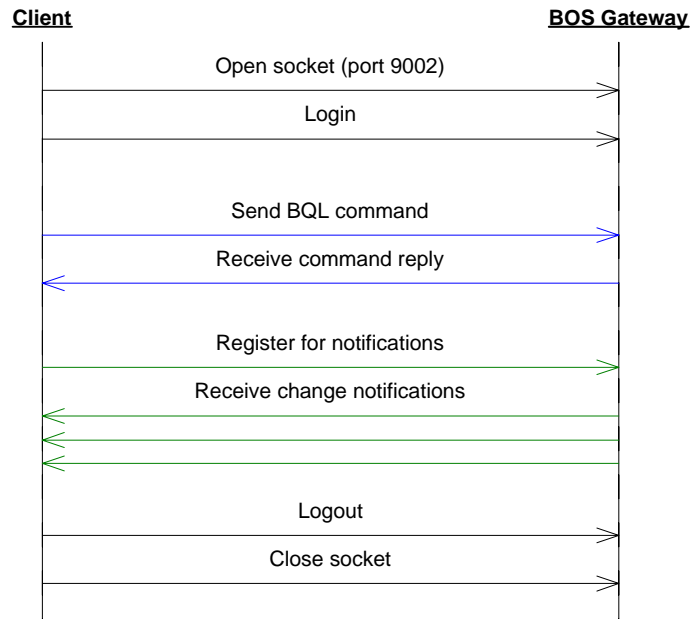 Client
BOS Gateway
Open socket (port 9002)
Login
Send BQL command
Receive command reply
Register for notifications
Receive change notifications
Logout
Close socket